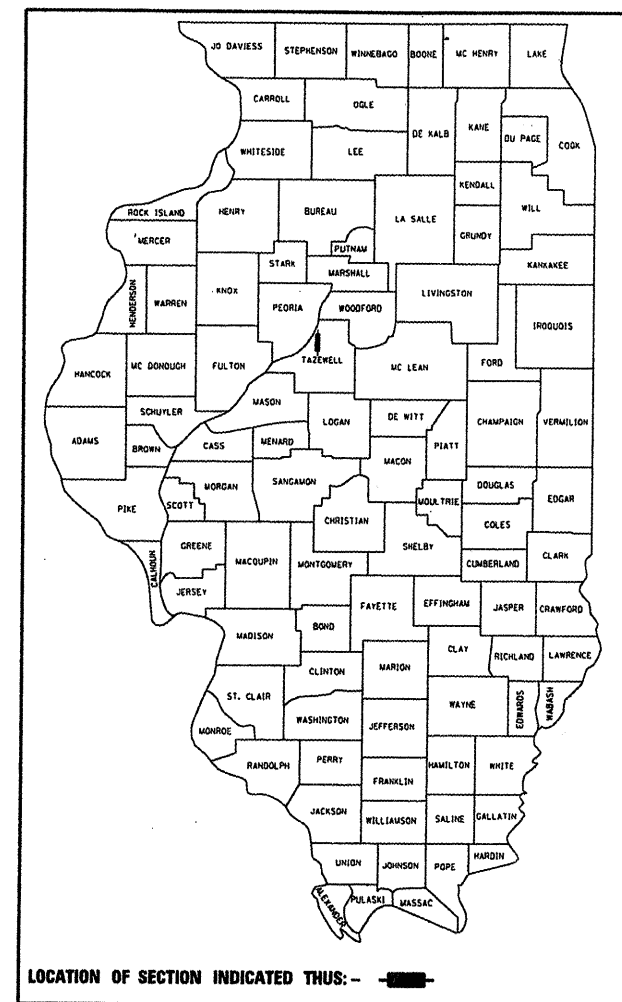 JO DAVIESS STEPHENSON WINNEBAGO BOONE MC HENRY LAKE
CARROLL OGLE DE KALB KANE DU PAGE COOK
WHITESIDE LEE
KENDALL WILL
ROCK ISLAND HENRY BUREAU LA SALLE GRUNDY
MERCER PUTNAM
STARK MARSHALL KANKAKEE
HENDERSON WARREN KNOX PEORIA WOODFORD LIVINGSTON IROQUOIS
HANCOCK MC DONOUGH FULTON TAZEWELL MC LEAN FORD
SCHUYLER MASON
ADAMS BROWN CASS MENARD LOGAN DE WITT PIATT CHAMPAIGN VERMILION
MACON
PIKE SCOTT MORGAN SANGAMON MOULTRIE DOUGLAS EDGAR
CHRISTIAN COLES
CALHOUN GREENE MACOUPIN MONTGOMERY SHELBY CUMBERLAND CLARK
JERSEY FAYETTE EFFINGHAM JASPER CRAWFORD
MADISON BOND
CLINTON MARION CLAY RICHLAND LAWRENCE
ST. CLAIR WAYNE EDWARDS WABASH
MONROE WASHINGTON JEFFERSON
RANDOLPH PERRY HAMILTON WHITE
FRANKLIN
JACKSON WILLIAMSON SALINE GALLATIN
UNION JOHNSON POPE HARDIN
ALEXANDER PULASKI MASSAC
LOCATION OF SECTION INDICATED THUS: -